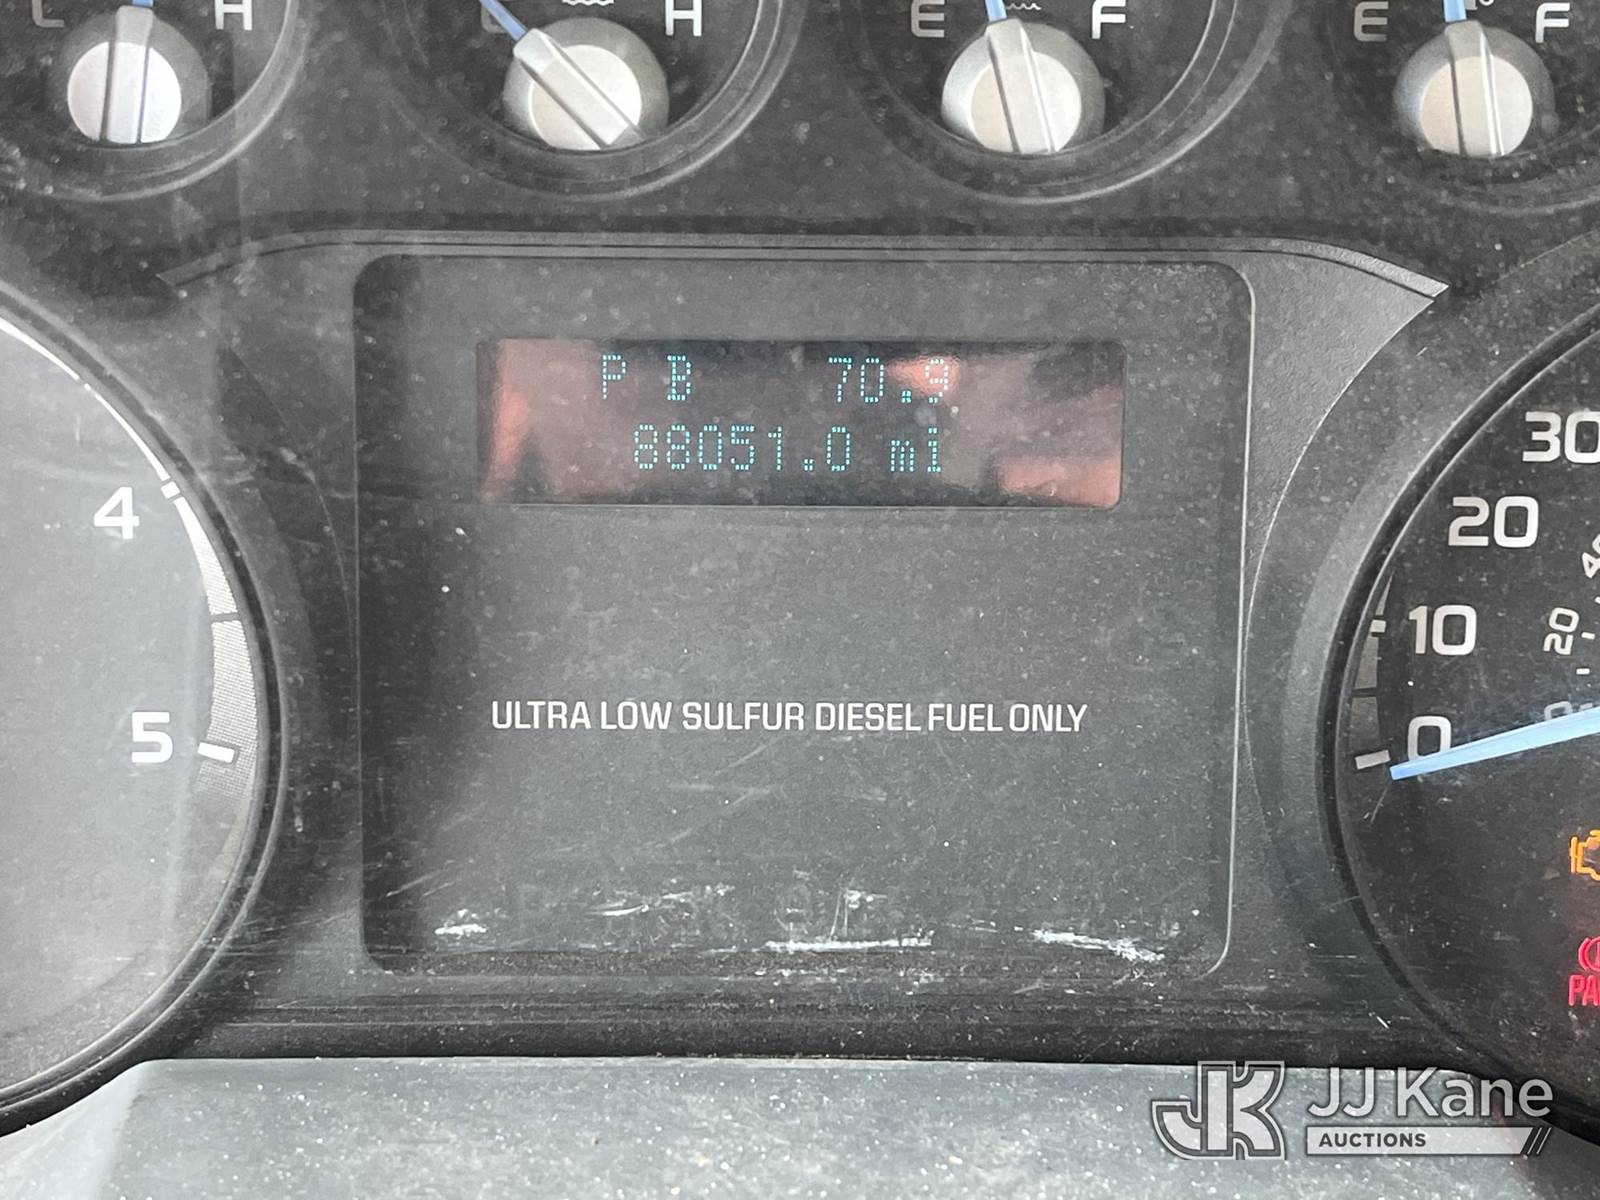 H H E F E F
P B 70.9
88051.0 mi
30
4
20
20
10
ULTRA LOW SULFUR DIESEL FUEL ONLY
5
0
JJ Kane
AUCTIONS